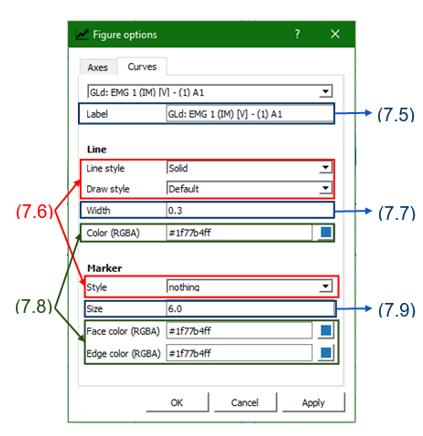 Figure options ? ×
Axes Curves
GLd: EMG 1 (IM) [V] - (1) A1
Label GLd: EMG 1 (IM) [V] - (1) A1 (7.5)
Line
Line style Solid
Draw style Default
(7.6) Width 0.3 (7.7)
Color (RGBA) #1f77b4ff
Marker
Style nothing
(7.8) Size 6.0 (7.9)
Face color (RGBA) #1f77b4ff
Edge color (RGBA) #1f77b4ff
OK Cancel Apply